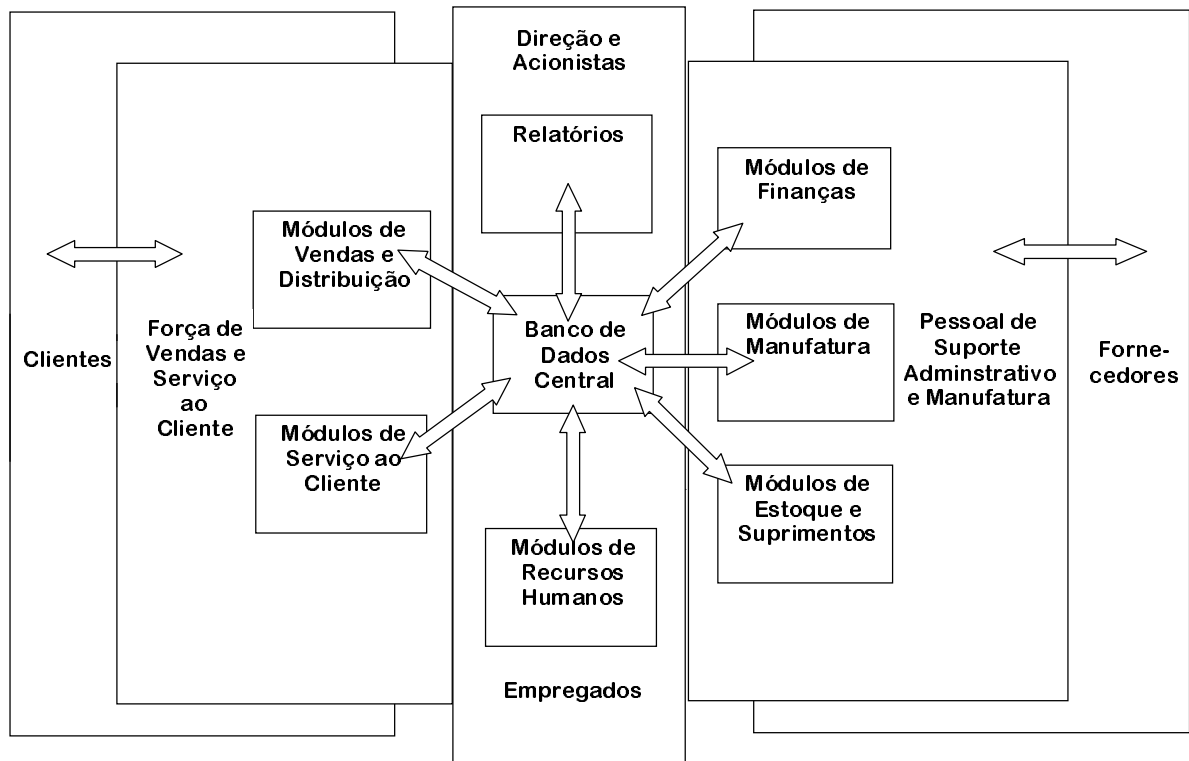 Direção e
Acionistas
Relatórios
Módulos de
Finanças
Módulos de
Vendas e
Distribuição
Banco de
Dados
Central
Módulos de
Manufatura
Clientes
Força de
Vendas e
Serviço
ao
Cliente
Pessoal de
Suporte
Adminstrativo
e Manufatura
Forne-
cedores
Módulos de
Serviço ao
Cliente
Módulos de
Estoque e
Suprimentos
Módulos de
Recursos
Humanos
Empregados